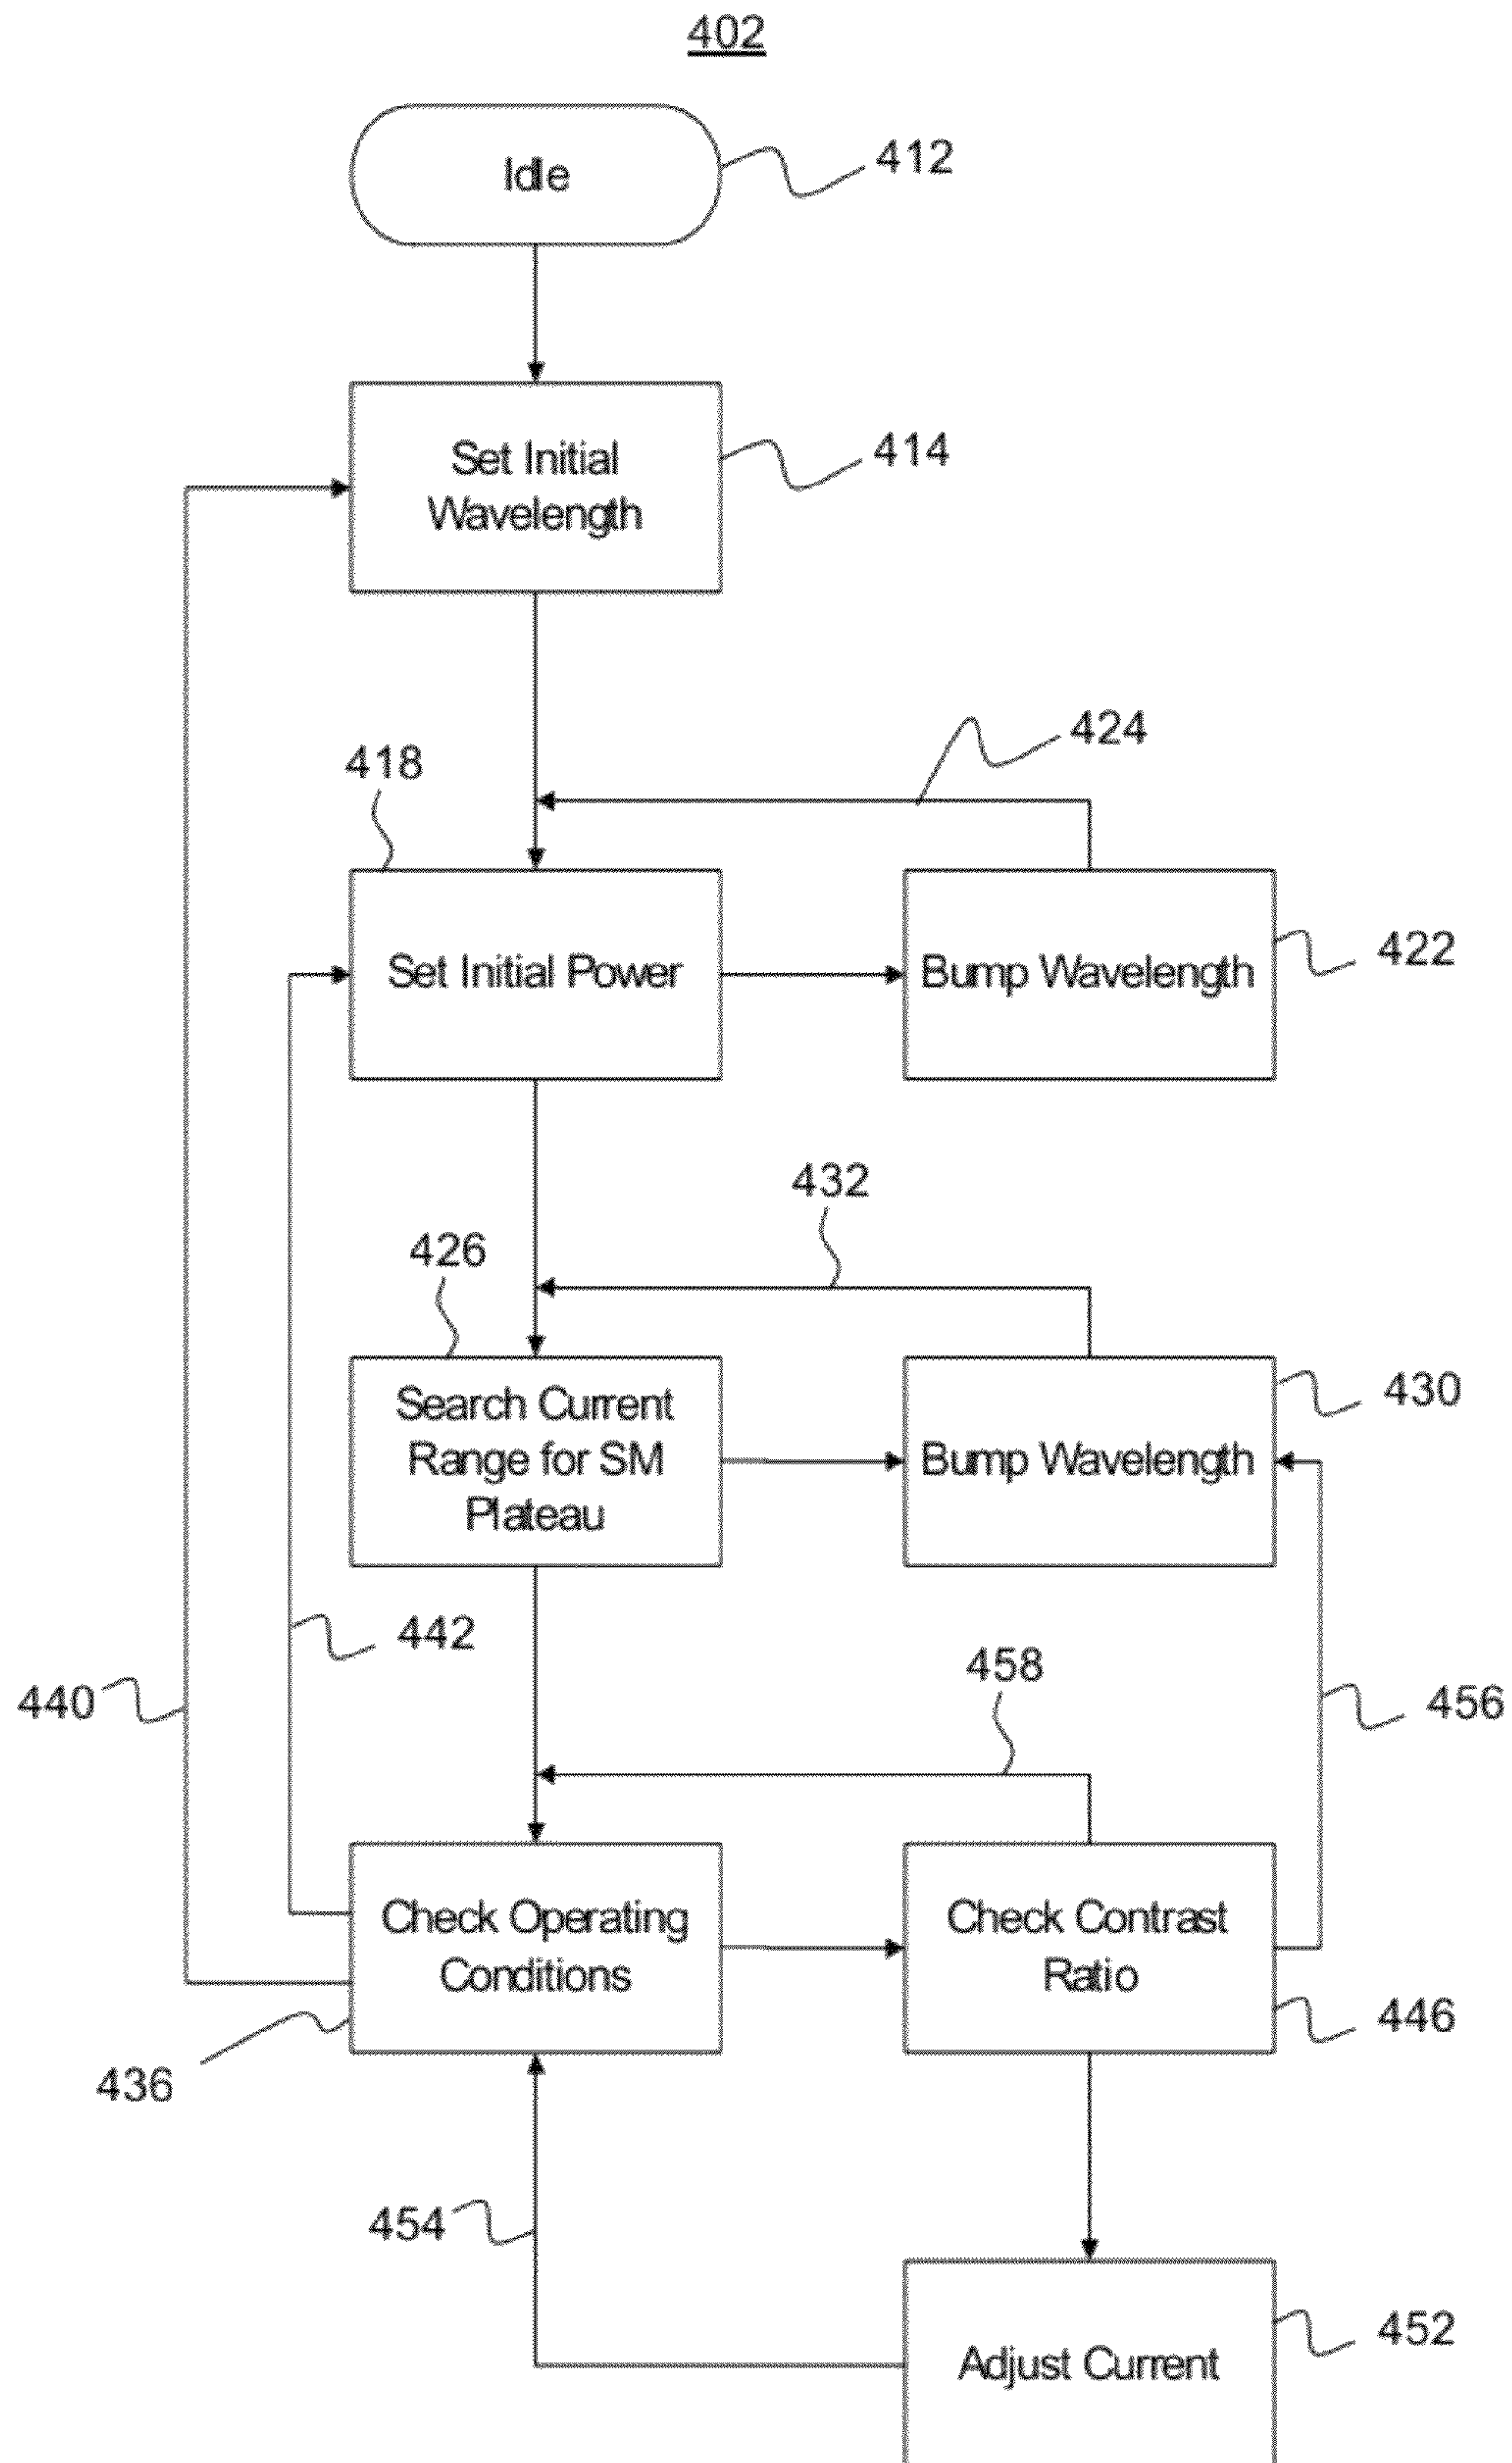 402
Idle
412
Set Initial
Wavelength
414
424
418
Set Initial Power
Bump Wavelength
422
432
426
Search Current
Range for SM
Plateau
Bump Wavelength
430
442
440
458
456
Check Operating
Conditions
Check Contrast
Ratio
446
436
454
452
Adjust Current